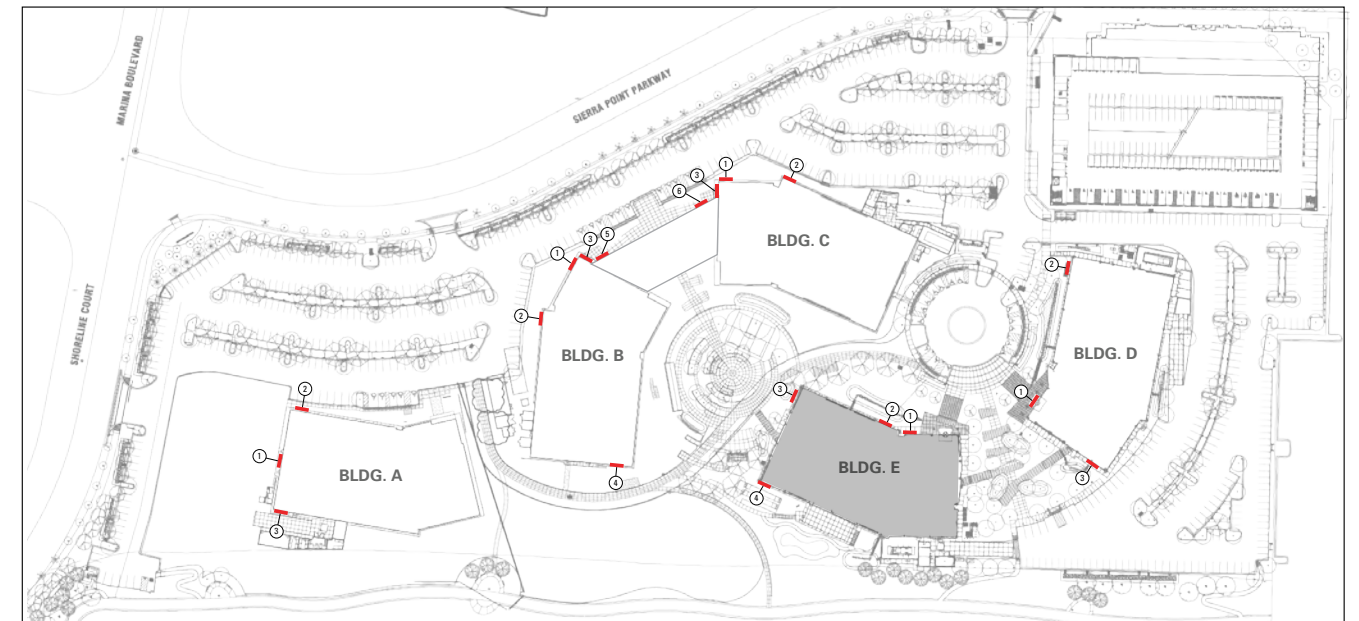 MARINA BOULEVARD
SIERRA POINT PARKWAY
SHORELINE COURT
1
2
3
6
BLDG. C
3
5
1
2
BLDG. B
4
2
1
BLDG. A
3
2
BLDG. D
1
3
3
2
1
BLDG. E
4